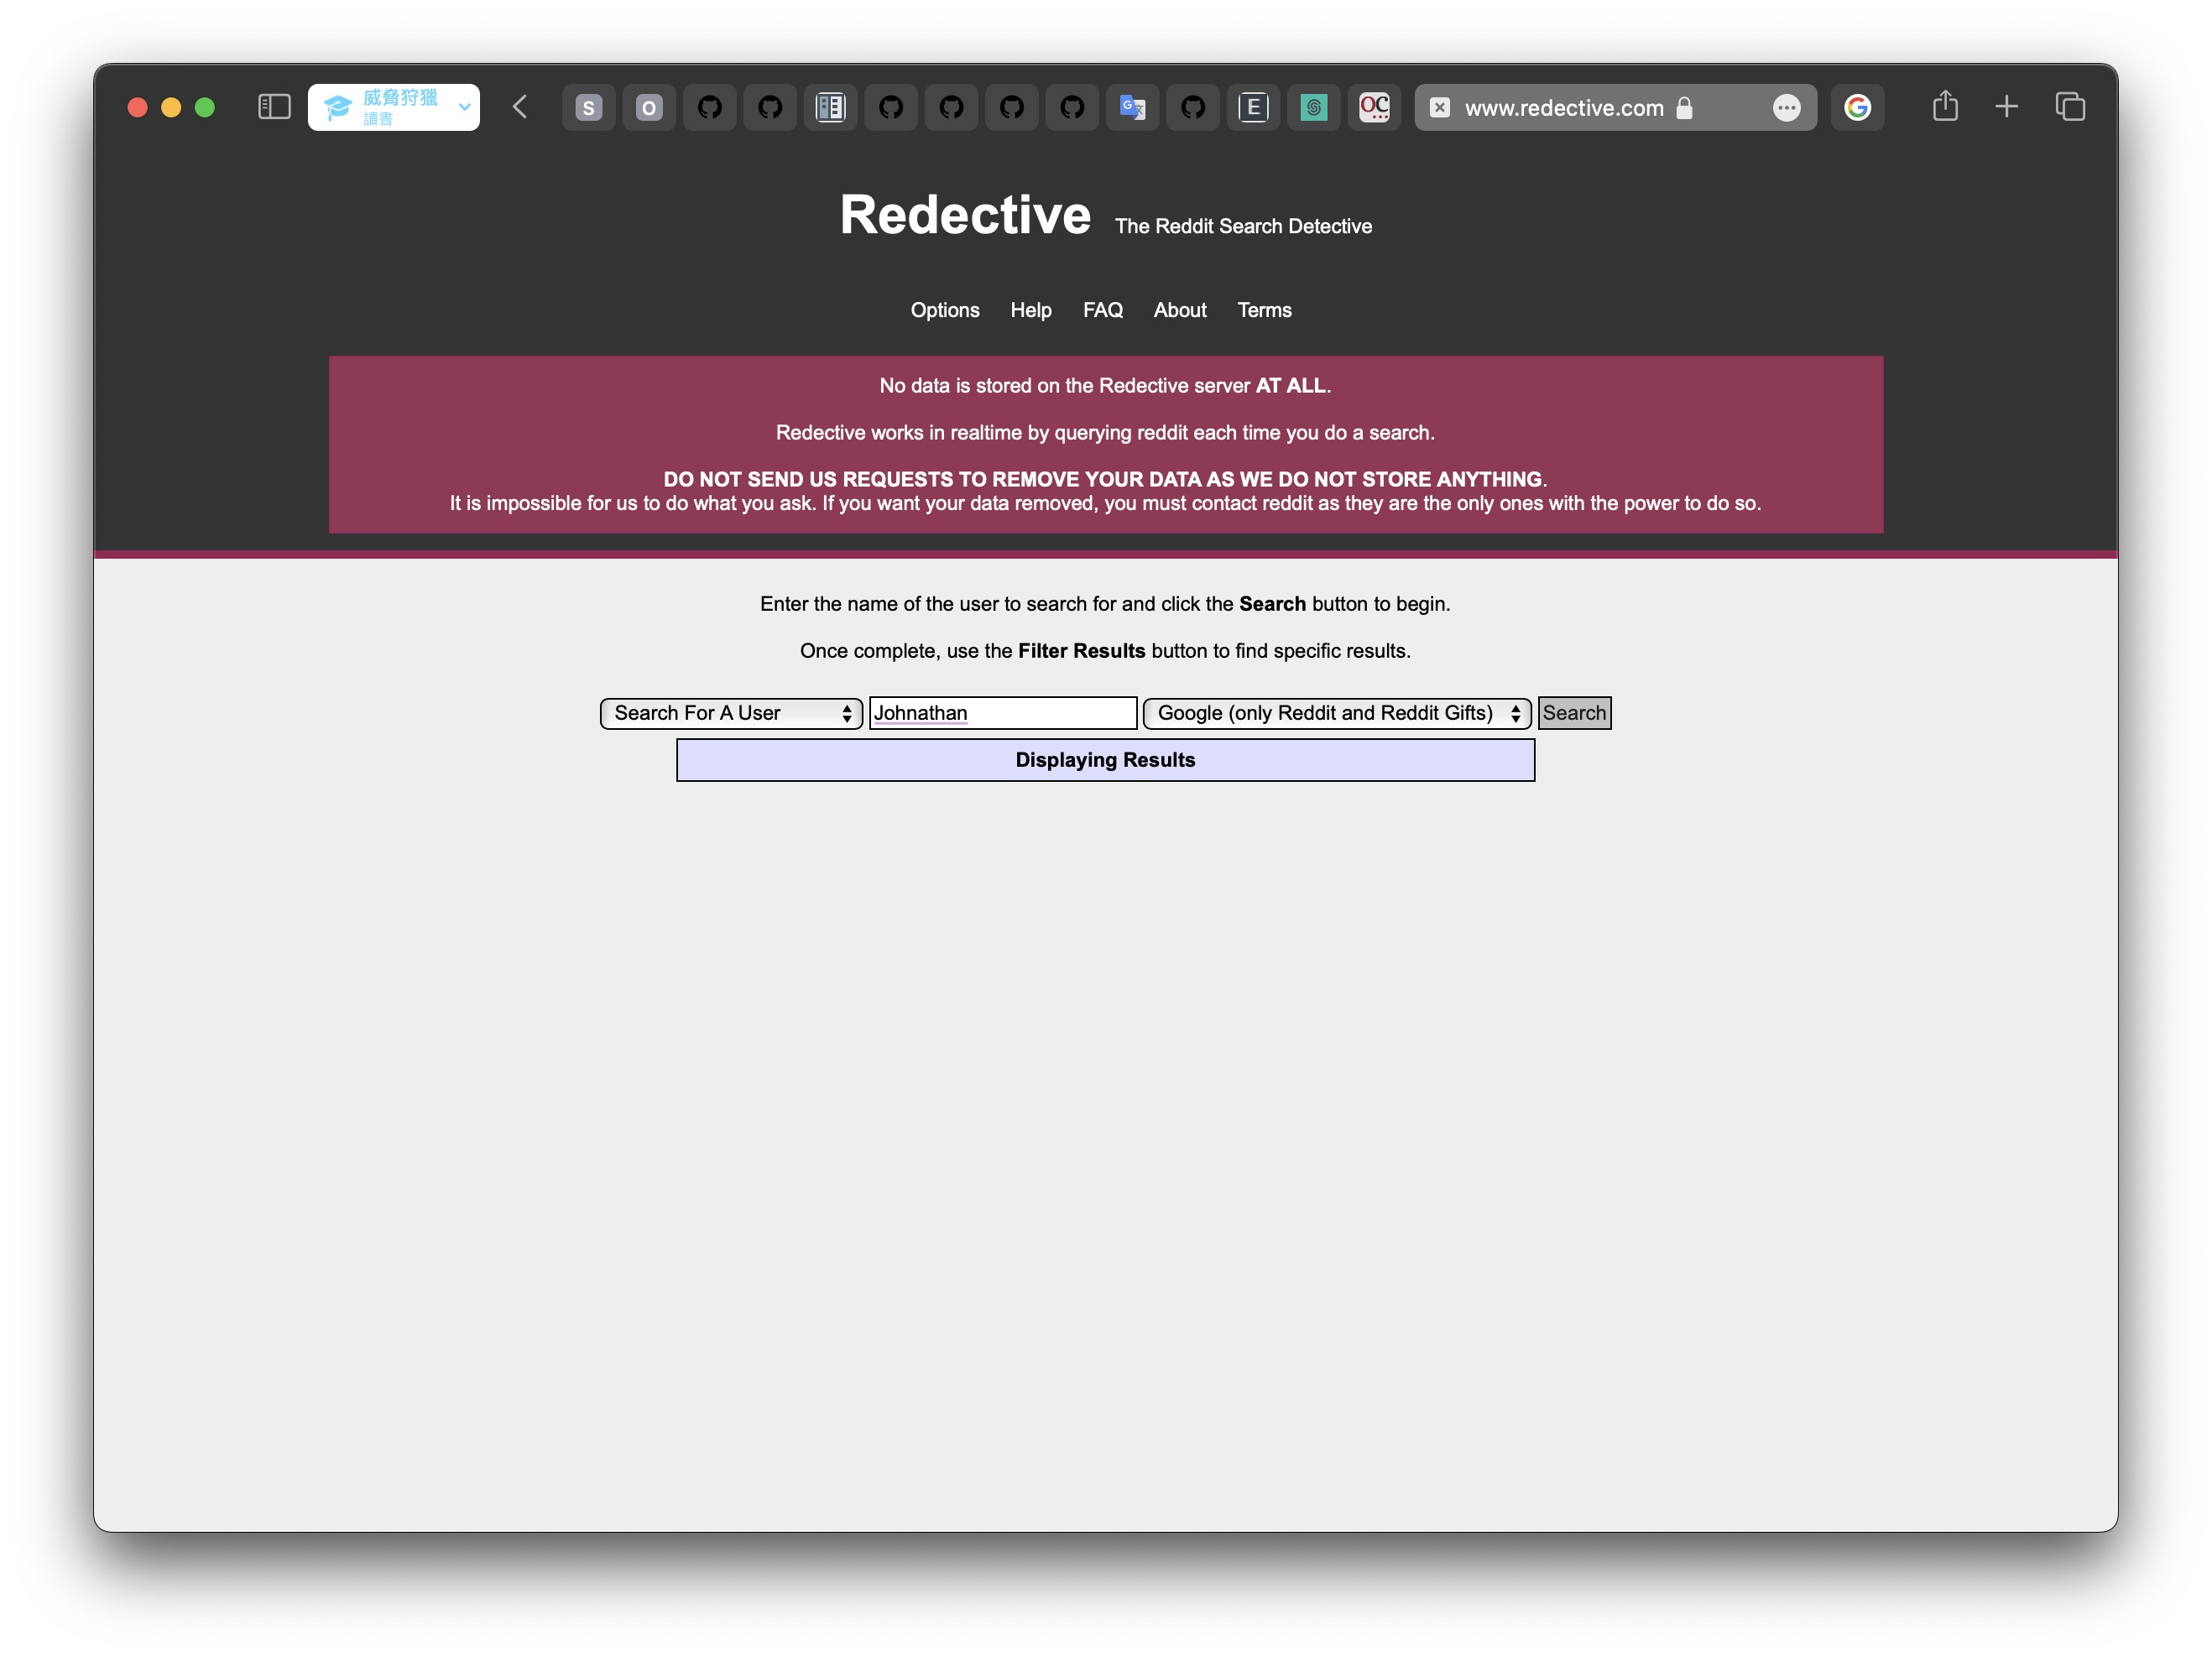 威脅狩獵
讀書
S
O
E
OC
www.redective.com
Redective The Reddit Search Detective
Options Help FAQ About Terms
No data is stored on the Redective server AT ALL.
Redective works in realtime by querying reddit each time you do a search.
DO NOT SEND US REQUESTS TO REMOVE YOUR DATA AS WE DO NOT STORE ANYTHING.
It is impossible for us to do what you ask. If you want your data removed, you must contact reddit as they are the only ones with the power to do so.
Enter the name of the user to search for and click the Search button to begin.
Once complete, use the Filter Results button to find specific results.
Search For A User Johnathan Google (only Reddit and Reddit Gifts) Search
Displaying Results